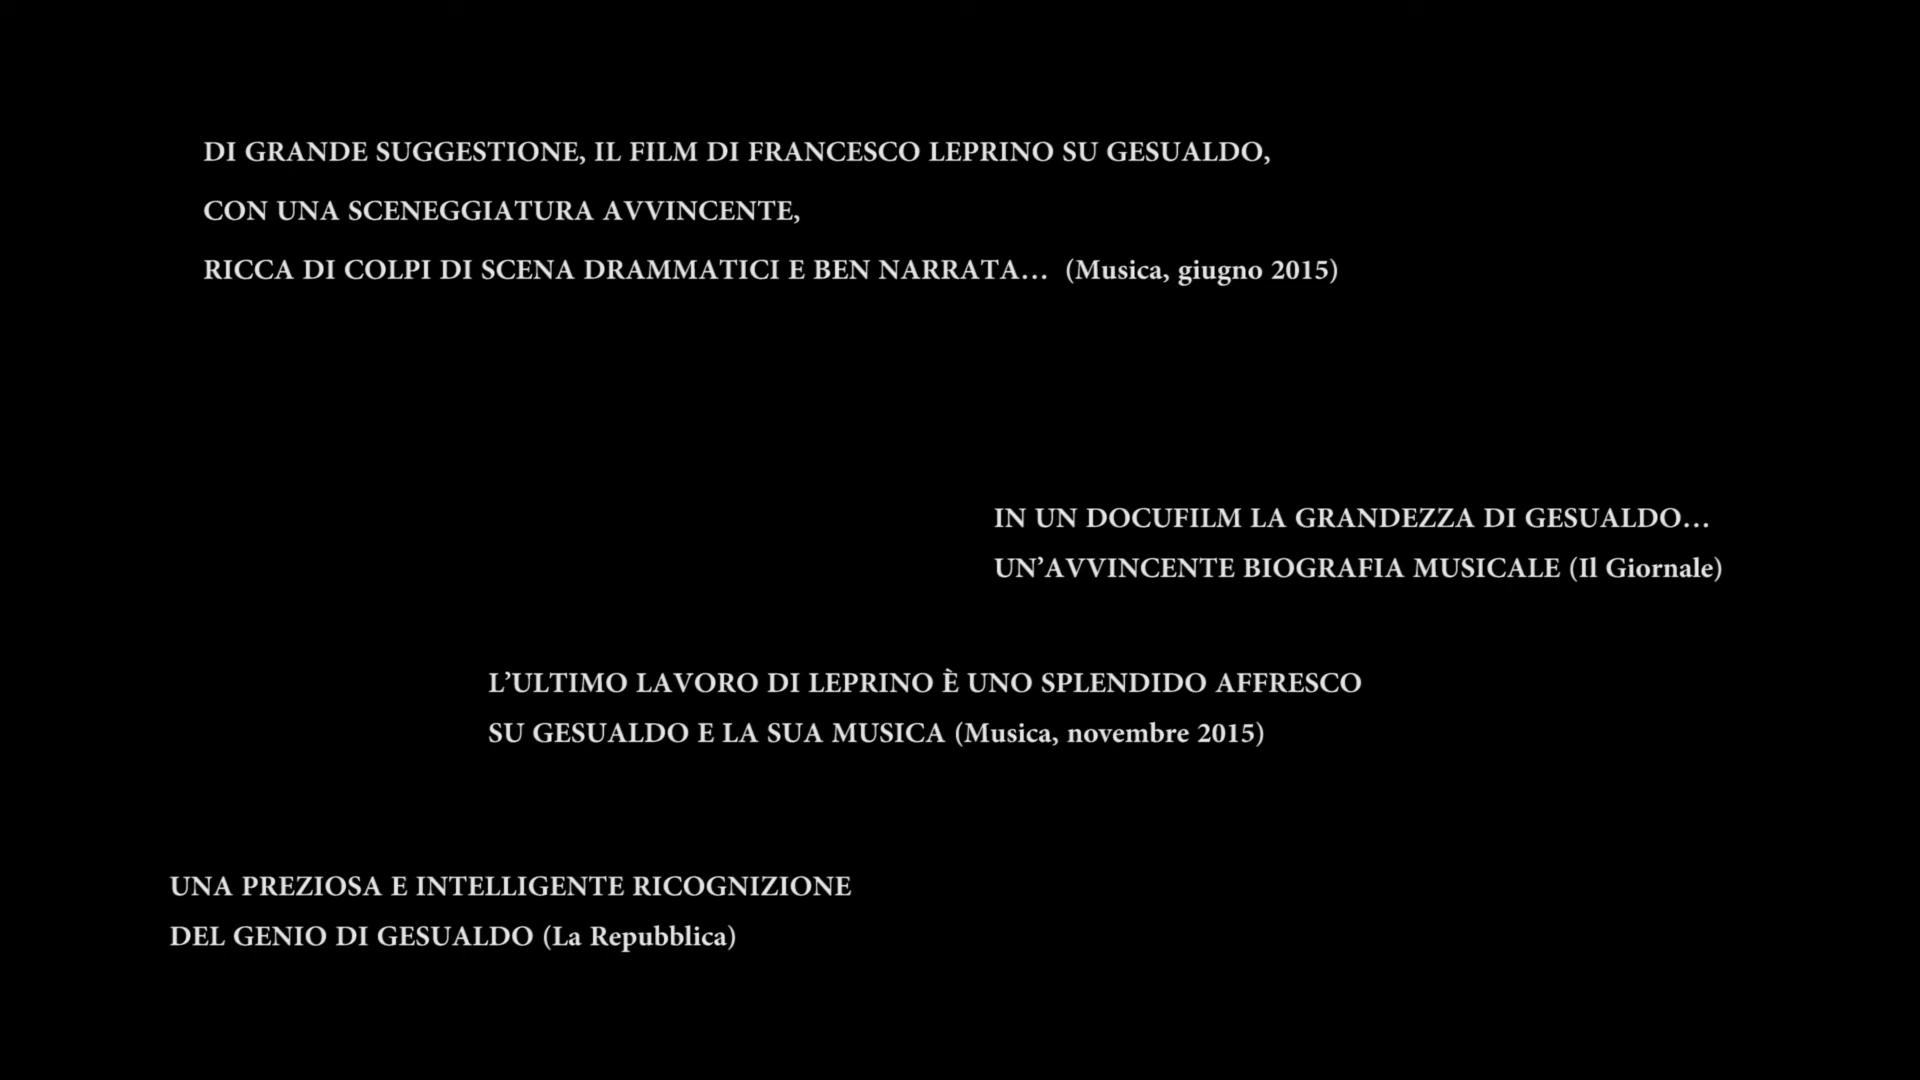 DI GRANDE SUGGESTIONE, IL FILM DI FRANCESCO LEPRINO SU GESUALDO,
CON UNA SCENEGGIATURA AVVINCENTE,
RICCA DI COLPI DI SCENA DRAMMATICI E BEN NARRATA… (Musica, giugno 2015)
IN UN DOCUFILM LA GRANDEZZA DI GESUALDO…
UN’AVVINCENTE BIOGRAFIA MUSICALE (Il Giornale)
L’ULTIMO LAVORO DI LEPRINO È UNO SPLENDIDO AFFRESCO
SU GESUALDO E LA SUA MUSICA (Musica, novembre 2015)
UNA PREZIOSA E INTELLIGENTE RICOGNIZIONE
DEL GENIO DI GESUALDO (La Repubblica)